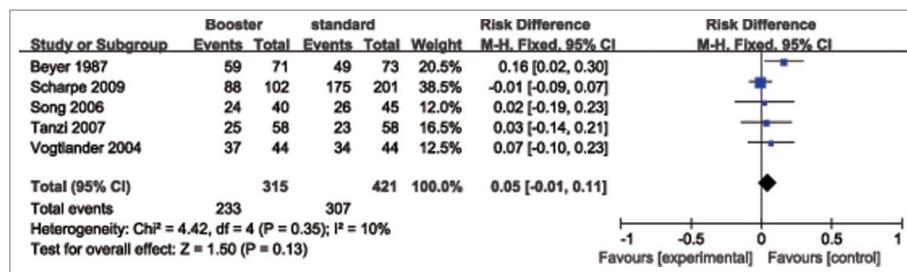 Booster standard Risk Difference Risk Difference
Study or Subgroup Events Total Events Total Weight M-H, Fixed, 95% CI M-H, Fixed, 95% CI
Beyer 1987 59 71 49 73 20.5% 0.16 [0.02, 0.30]
Scharpe 2009 88 102 175 201 38.5% -0.01 [-0.09, 0.07]
Song 2006 24 40 26 45 12.0% 0.02 [-0.19, 0.23]
Tanzi 2007 25 58 23 58 16.5% 0.03 [-0.14, 0.21]
Vogtlander 2004 37 44 34 44 12.5% 0.07 [-0.10, 0.23]
Total (95% CI) 315 421 100.0% 0.05 [-0.01, 0.11]
Total events 233 307
Heterogeneity: Chi² = 4.42, df = 4 (P = 0.35); I² = 10%
Test for overall effect: Z = 1.50 (P = 0.13)
-1 -0.5 0 0.5 1
Favours [experimental] Favours [control]